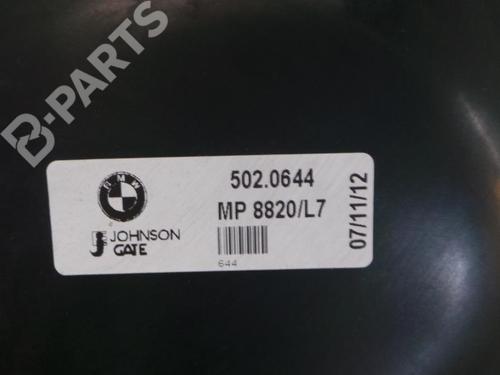 B-PARTS
BMW
JOHNSON
GATE
502.0644
MP 8820/L7
644
07/11/12